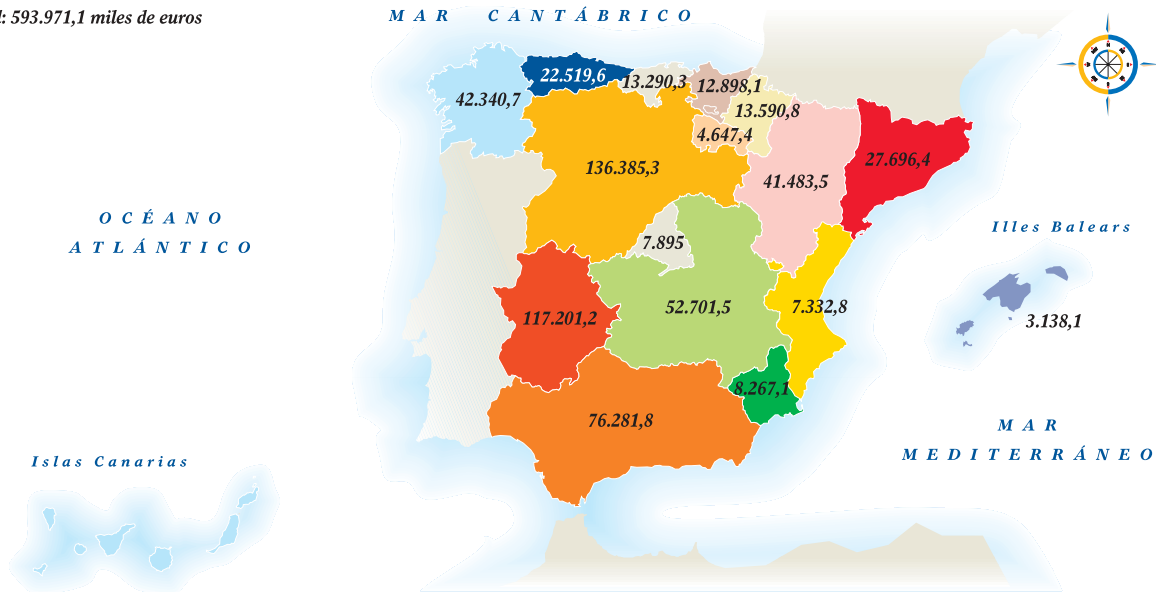 : 593.971,1 miles de euros
MAR CANTÁBRICO
22.519,6
13.290,3
12.898,1
42.340,7
13.590,8
4.647,4
136.385,3
27.696,4
41.483,5
OCÉANO
ATLÁNTICO
7.895
Illes Balears
117.201,2
52.701,5
7.332,8
3.138,1
8.267,1
76.281,8
MAR
MEDITERRÁNEO
Islas Canarias